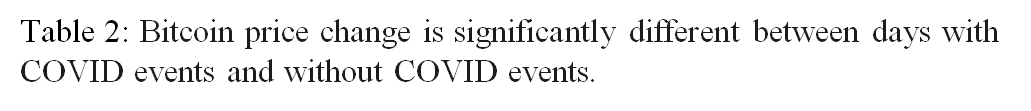 Table 2: Bitcoin price change is significantly different between days with
COVID events and without COVID events.